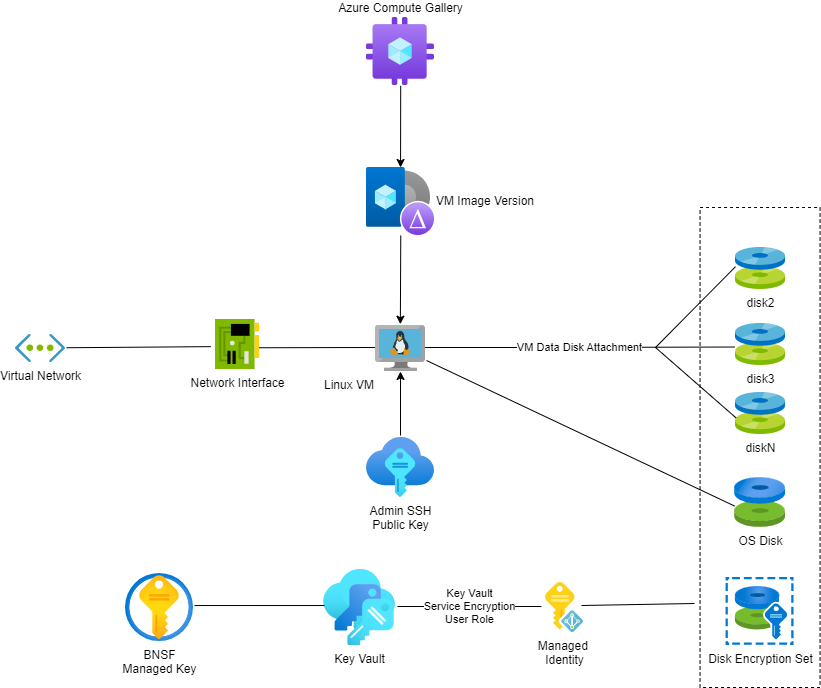 Azure Compute Gallery
VM Image Version
disk2
VM Data Disk Attachment
Virtual Network
Network Interface
Linux VM
disk3
diskN
Admin SSH
Public Key
OS Disk
Key Vault
Service Encryption
User Role
BNSF
Managed Key
Key Vault
Managed
Identity
Disk Encryption Set